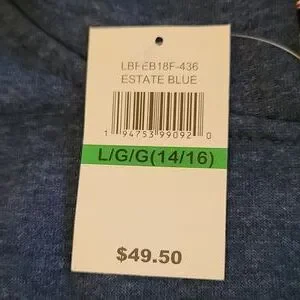 LBFEB18F-436
ESTATE BLUE
1 94753 99092 0
L/G/G(14/16)
$49.50